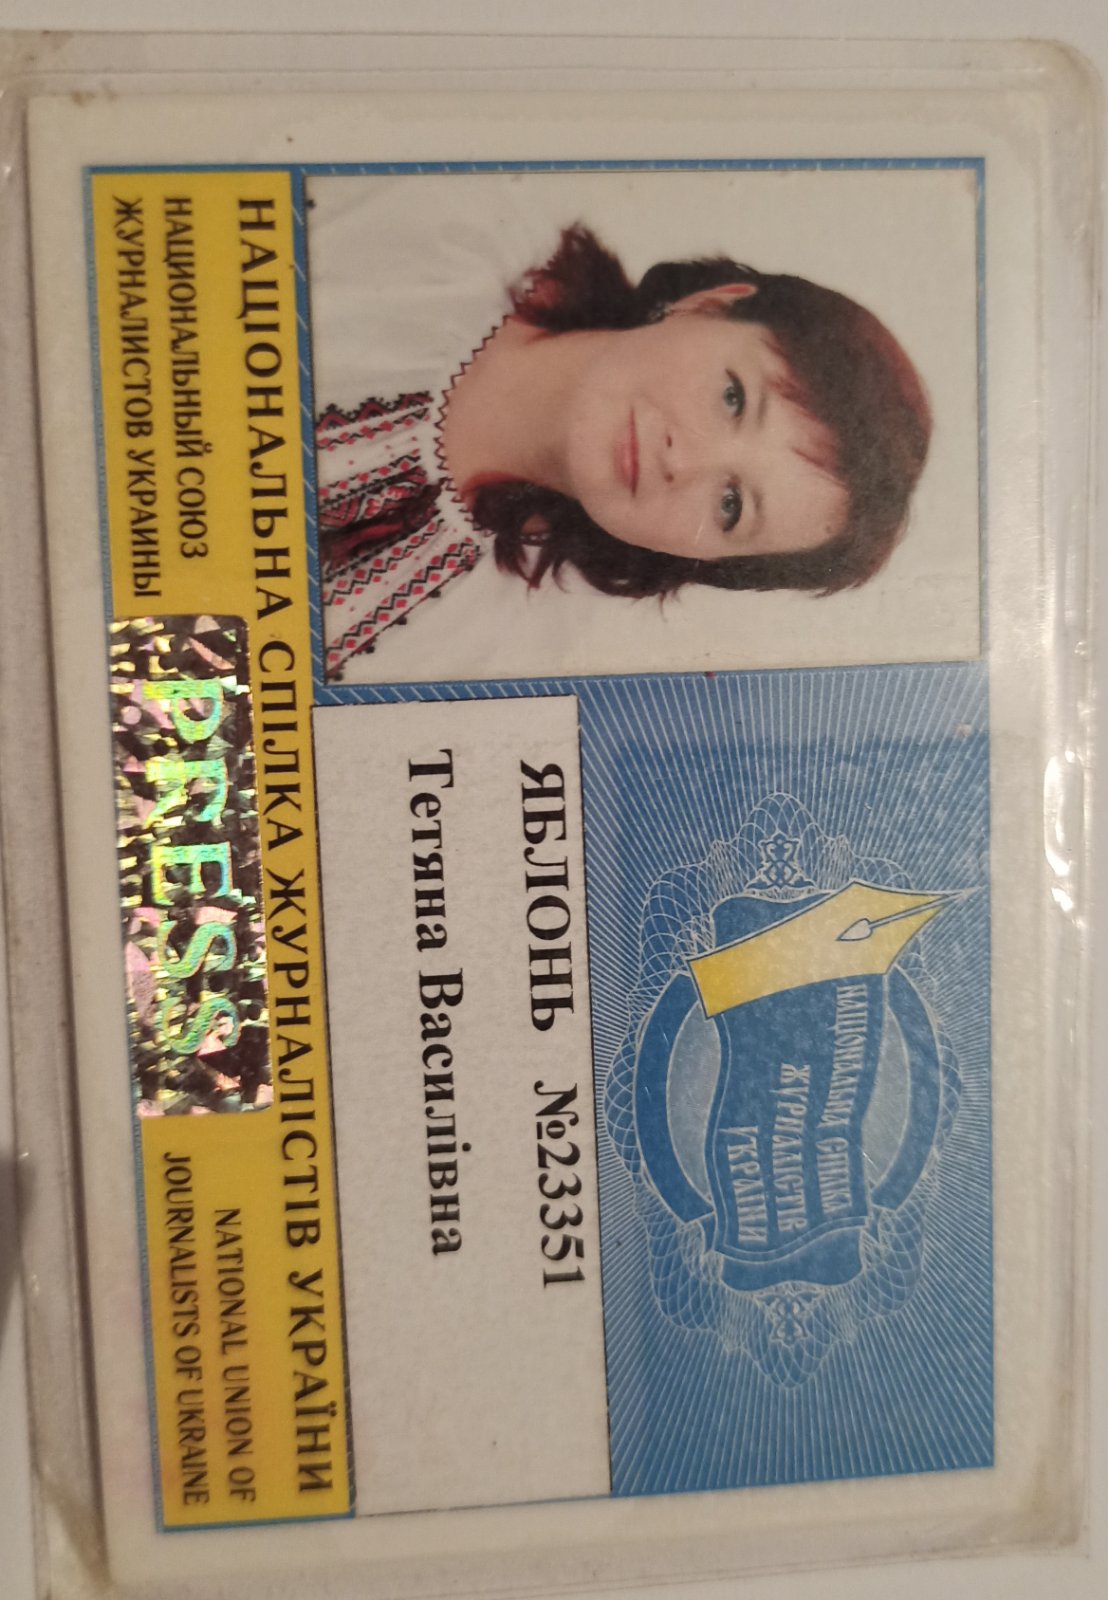 НАЦІОНАЛЬНА СПІЛКА
ЖУРНАЛІСТІВ
УКРАЇНИ
ЯБЛОНЬ №23351
Тетяна Василівна
НАЦІОНАЛЬНА СПІЛКА ЖУРНАЛІСТІВ УКРАЇНИ
НАЦИОНАЛЬНЫЙ СОЮЗ
ЖУРНАЛИСТОВ УКРАИНЫ
PRESS
NATIONAL UNION OF
JOURNALISTS OF UKRAINE